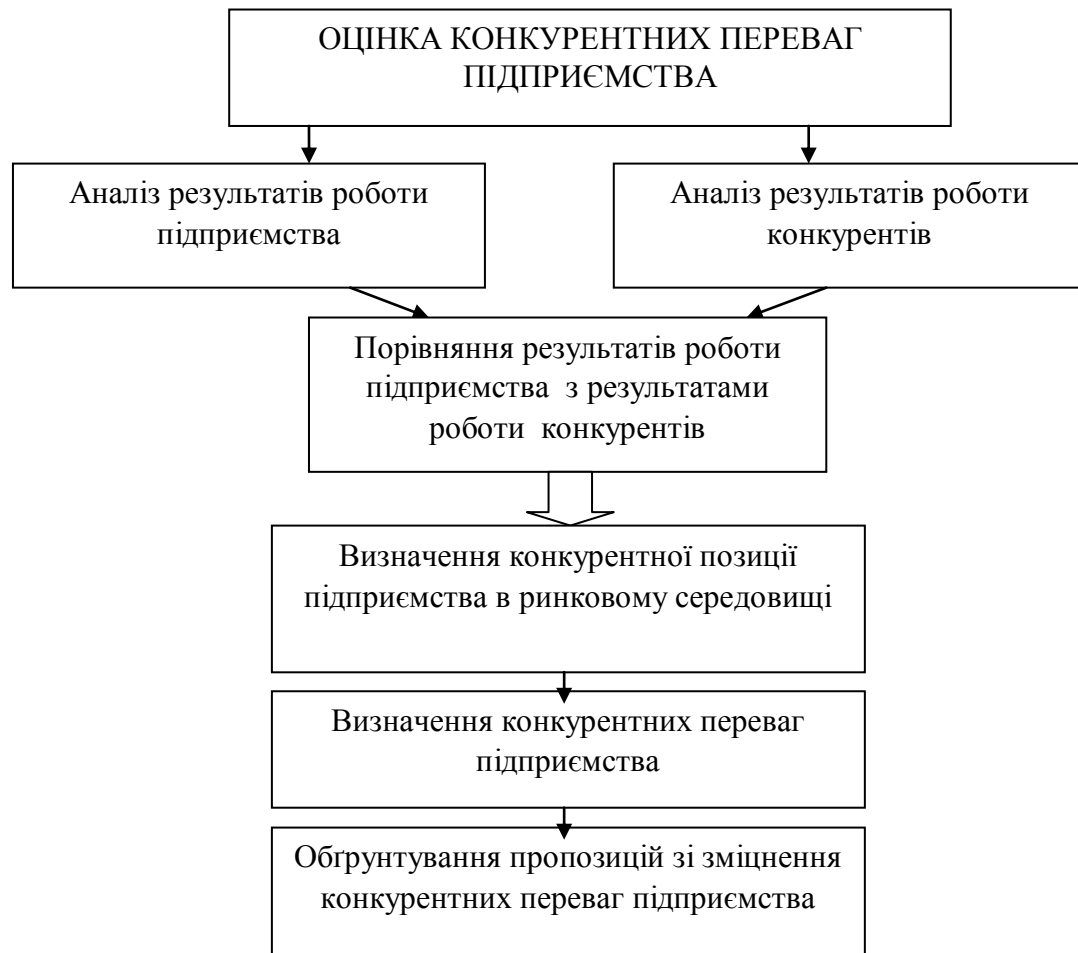 ОЦІНКА КОНКУРЕНТНИХ ПЕРЕВАГ
ПІДПРИЄМСТВА
Аналіз результатів роботи
підприємства
Аналіз результатів роботи
конкурентів
Порівняння результатів роботи
підприємства з результатами
роботи конкурентів
Визначення конкурентної позиції
підприємства в ринковому середовищі
Визначення конкурентних переваг
підприємства
Обґрунтування пропозицій зі зміцнення
конкурентних переваг підприємства